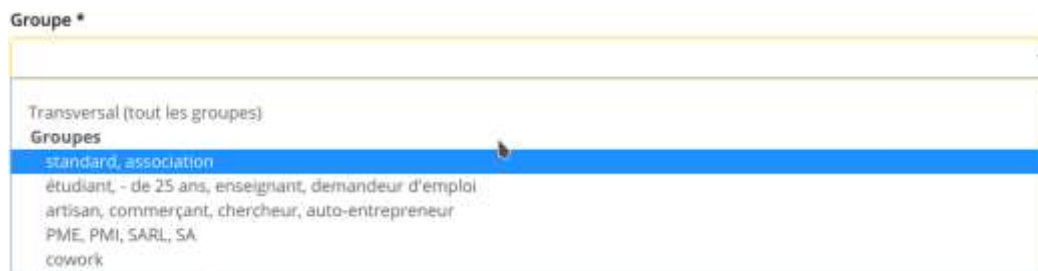 Groupe *
Transversal (tout les groupes)
Groupes
standard, association
étudiant, - de 25 ans, enseignant, demandeur d'emploi
artisan, commerçant, chercheur, auto-entrepreneur
PME, PMI, SARL, SA
cowork